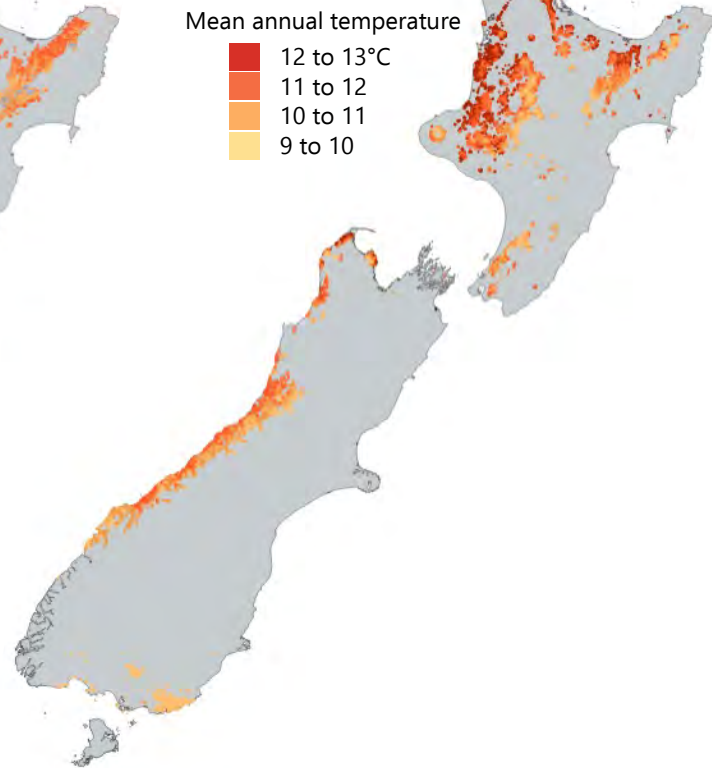 Mean annual temperature
12 to 13°C
11 to 12
10 to 11
9 to 10